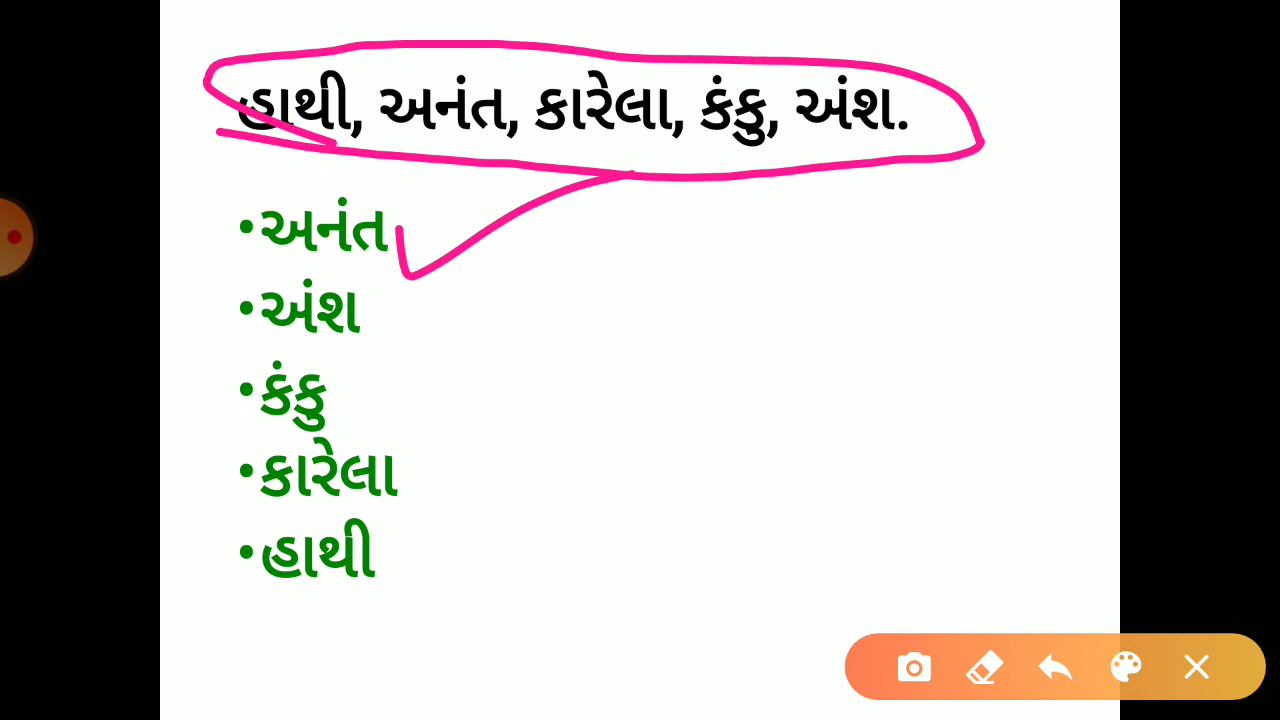 હાથી, અનંત, કારેલા, કંકુ, અંશ.
•અનંત
•અંશ
•કંકુ
•કારેલા
•હાથી